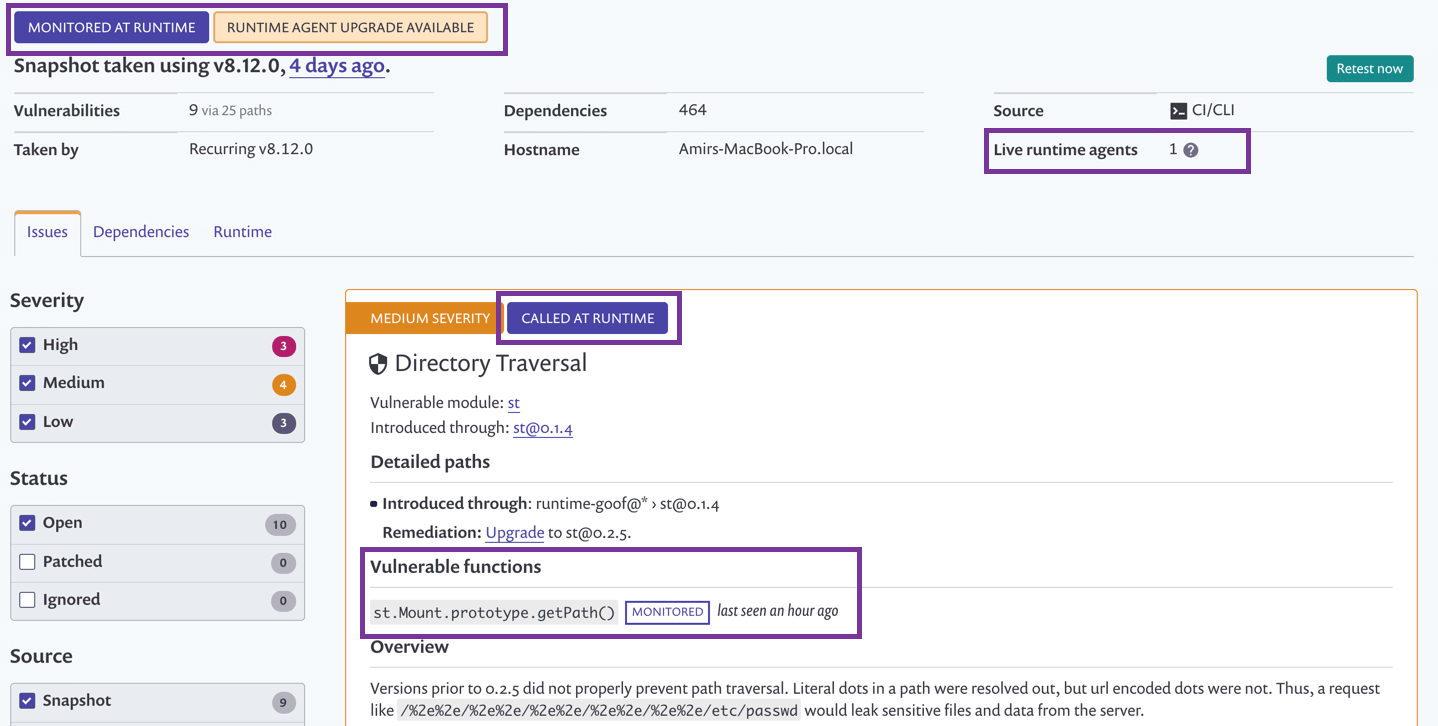 MONITORED AT RUNTIME RUNTIME AGENT UPGRADE AVAILABLE
Snapshot taken using v8.12.0, 4 days ago.
Retest now
Vulnerabilities 9 via 25 paths Dependencies 464 Source CI/CLI
Taken by Recurring v8.12.0 Hostname Amirs-MacBook-Pro.local Live runtime agents 1 ?
Issues Dependencies Runtime
Severity
High 3
Medium 4
Low 3
Status
Open 10
Patched 0
Ignored 0
Source
Snapshot 9
MEDIUM SEVERITY CALLED AT RUNTIME
Directory Traversal
Vulnerable module: st
Introduced through: st@0.1.4
Detailed paths
Introduced through: runtime-goof@* › st@0.1.4
Remediation: Upgrade to st@0.2.5.
Vulnerable functions
st.Mount.prototype.getPath() MONITORED last seen an hour ago
Overview
Versions prior to 0.2.5 did not properly prevent path traversal. Literal dots in a path were resolved out, but url encoded dots were not. Thus, a request
like /%2e%2e/%2e%2e/%2e%2e/%2e%2e/%2e%2e/etc/passwd would leak sensitive files and data from the server.